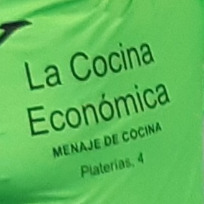 La Cocina
Económica
MENAJE DE COCINA
Platerías, 4